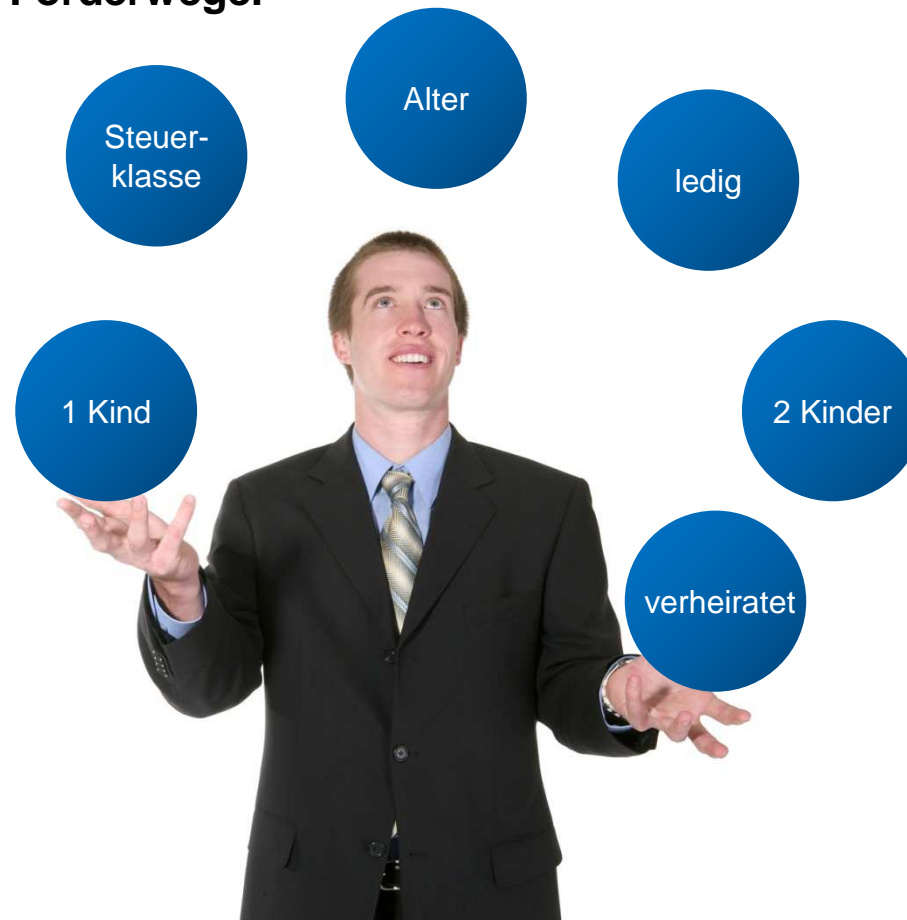 Alter
Steuer-
klasse
ledig
1 Kind
2 Kinder
verheiratet